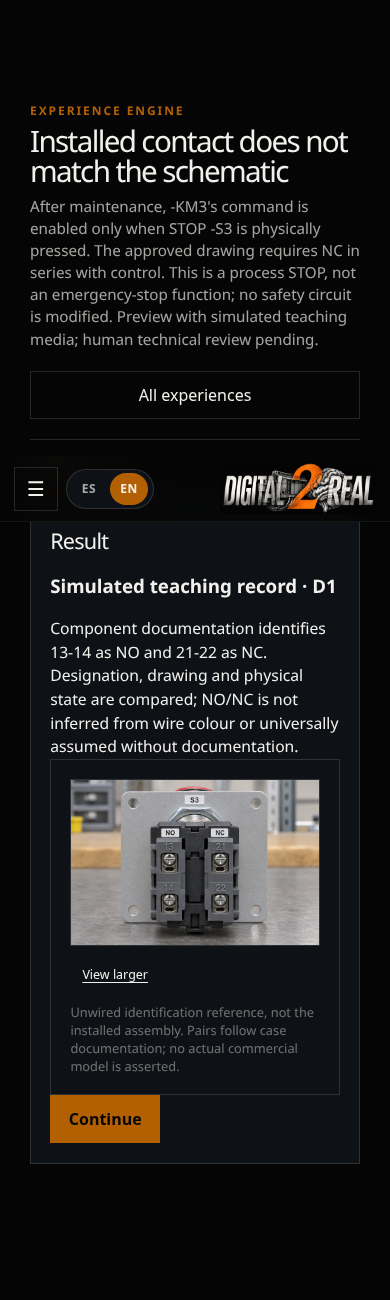 EXPERIENCE ENGINE
Installed contact does not
match the schematic
After maintenance, -KM3's command is
enabled only when STOP -S3 is physically
pressed. The approved drawing requires NC in
series with control. This is a process STOP, not
an emergency-stop function; no safety circuit
is modified. Preview with simulated teaching
media; human technical review pending.
All experiences
☰ ES EN DIGITAL 2 REAL
Result
Simulated teaching record · D1
Component documentation identifies
13-14 as NO and 21-22 as NC.
Designation, drawing and physical
state are compared; NO/NC is not
inferred from wire colour or universally
assumed without documentation.
S3
NO NC
13 21
14 22
View larger
Unwired identification reference, not the
installed assembly. Pairs follow case
documentation; no actual commercial
model is asserted.
Continue